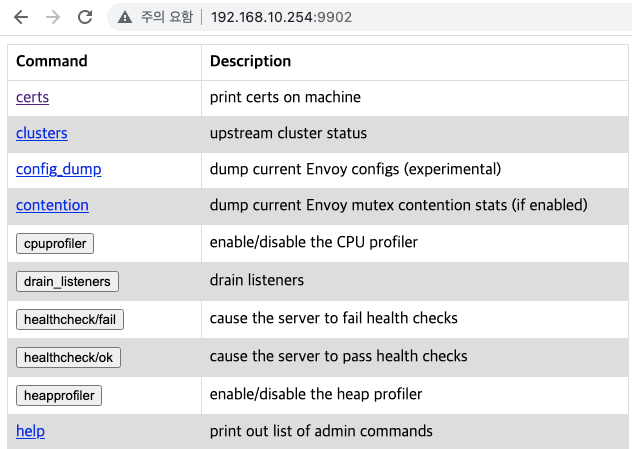 주의 요함 192.168.10.254:9902
Command Description
certs print certs on machine
clusters upstream cluster status
config_dump dump current Envoy configs (experimental)
contention dump current Envoy mutex contention stats (if enabled)
cpuprofiler enable/disable the CPU profiler
drain_listeners drain listeners
healthcheck/fail cause the server to fail health checks
healthcheck/ok cause the server to pass health checks
heapprofiler enable/disable the heap profiler
help print out list of admin commands